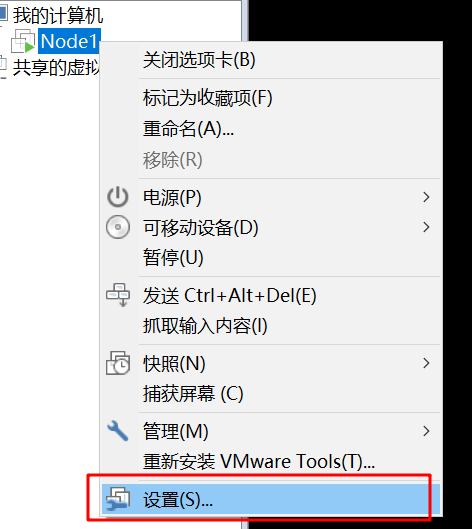 我的计算机
Node1
共享的虚拟
关闭选项卡(B)
标记为收藏项(F)
重命名(A)...
移除(R)
电源(P)
可移动设备(D)
暂停(U)
发送 Ctrl+Alt+Del(E)
抓取输入内容(I)
快照(N)
捕获屏幕 (C)
管理(M)
重新安装 VMware Tools(T)...
设置(S)...